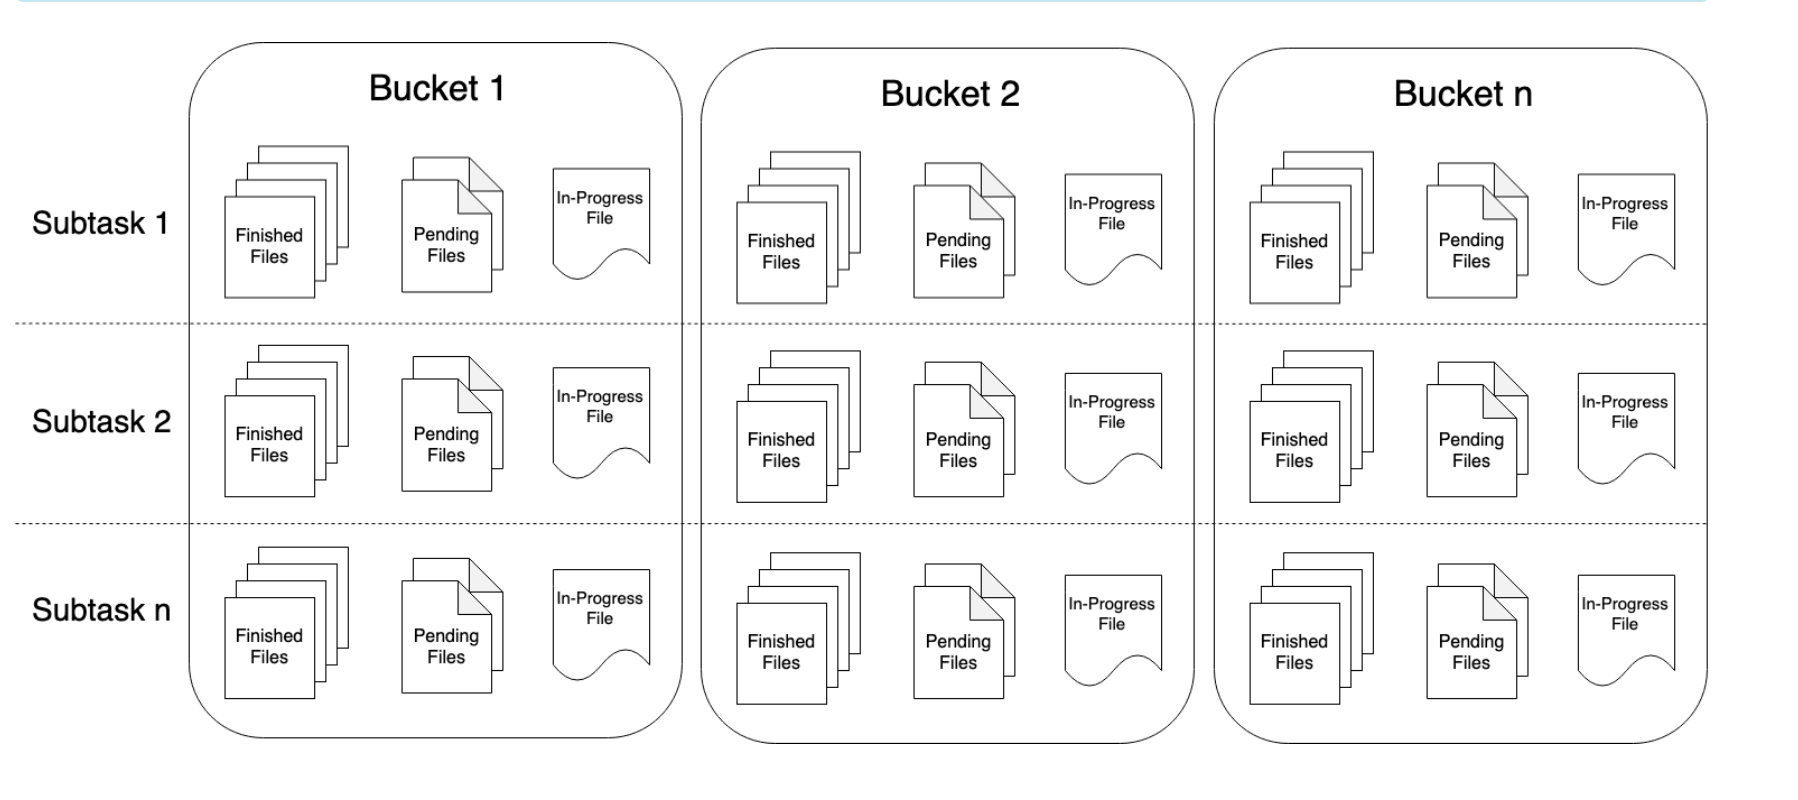 Bucket 1
Bucket 2
Bucket n
Subtask 1
Finished
Files
Pending
Files
In-Progress
File
Finished
Files
Pending
Files
In-Progress
File
Finished
Files
Pending
Files
In-Progress
File
Subtask 2
Finished
Files
Pending
Files
In-Progress
File
Finished
Files
Pending
Files
In-Progress
File
Finished
Files
Pending
Files
In-Progress
File
Subtask n
Finished
Files
Pending
Files
In-Progress
File
Finished
Files
Pending
Files
In-Progress
File
Finished
Files
Pending
Files
In-Progress
File